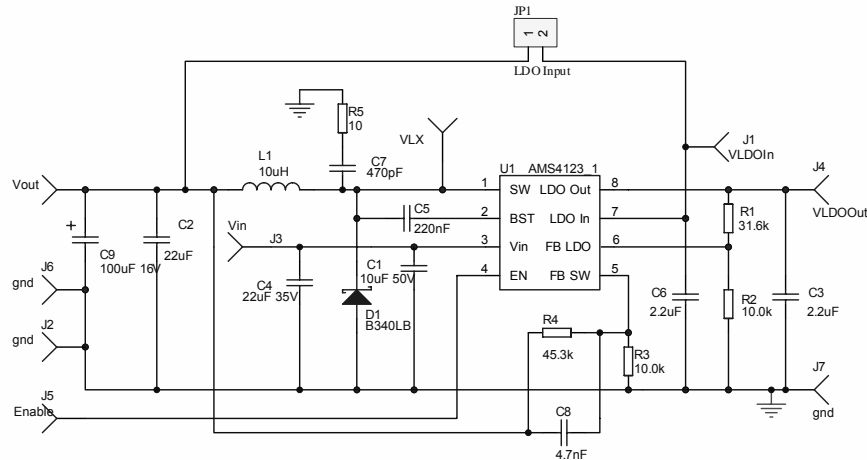 JP1
1 2
LDO Input
R5
10
VLX
J1
VLDOIn
L1
10uH
C7
470pF
U1 AMS4123_1
J4
VLDOOut
Vout
1 SW LDO Out 8
2 BST LDO In 7
3 Vin FB LDO 6
4 EN FB SW 5
C5
220nF
R1
31.6k
+
C9
100uF 16V
C2
22uF
Vin
J3
C4
22uF 35V
C1
10uF 50V
D1
B340LB
J6
gnd
J2
gnd
C6
2.2uF
R2
10.0k
C3
2.2uF
R4
45.3k
R3
10.0k
J5
Enable
J7
gnd
C8
4.7nF